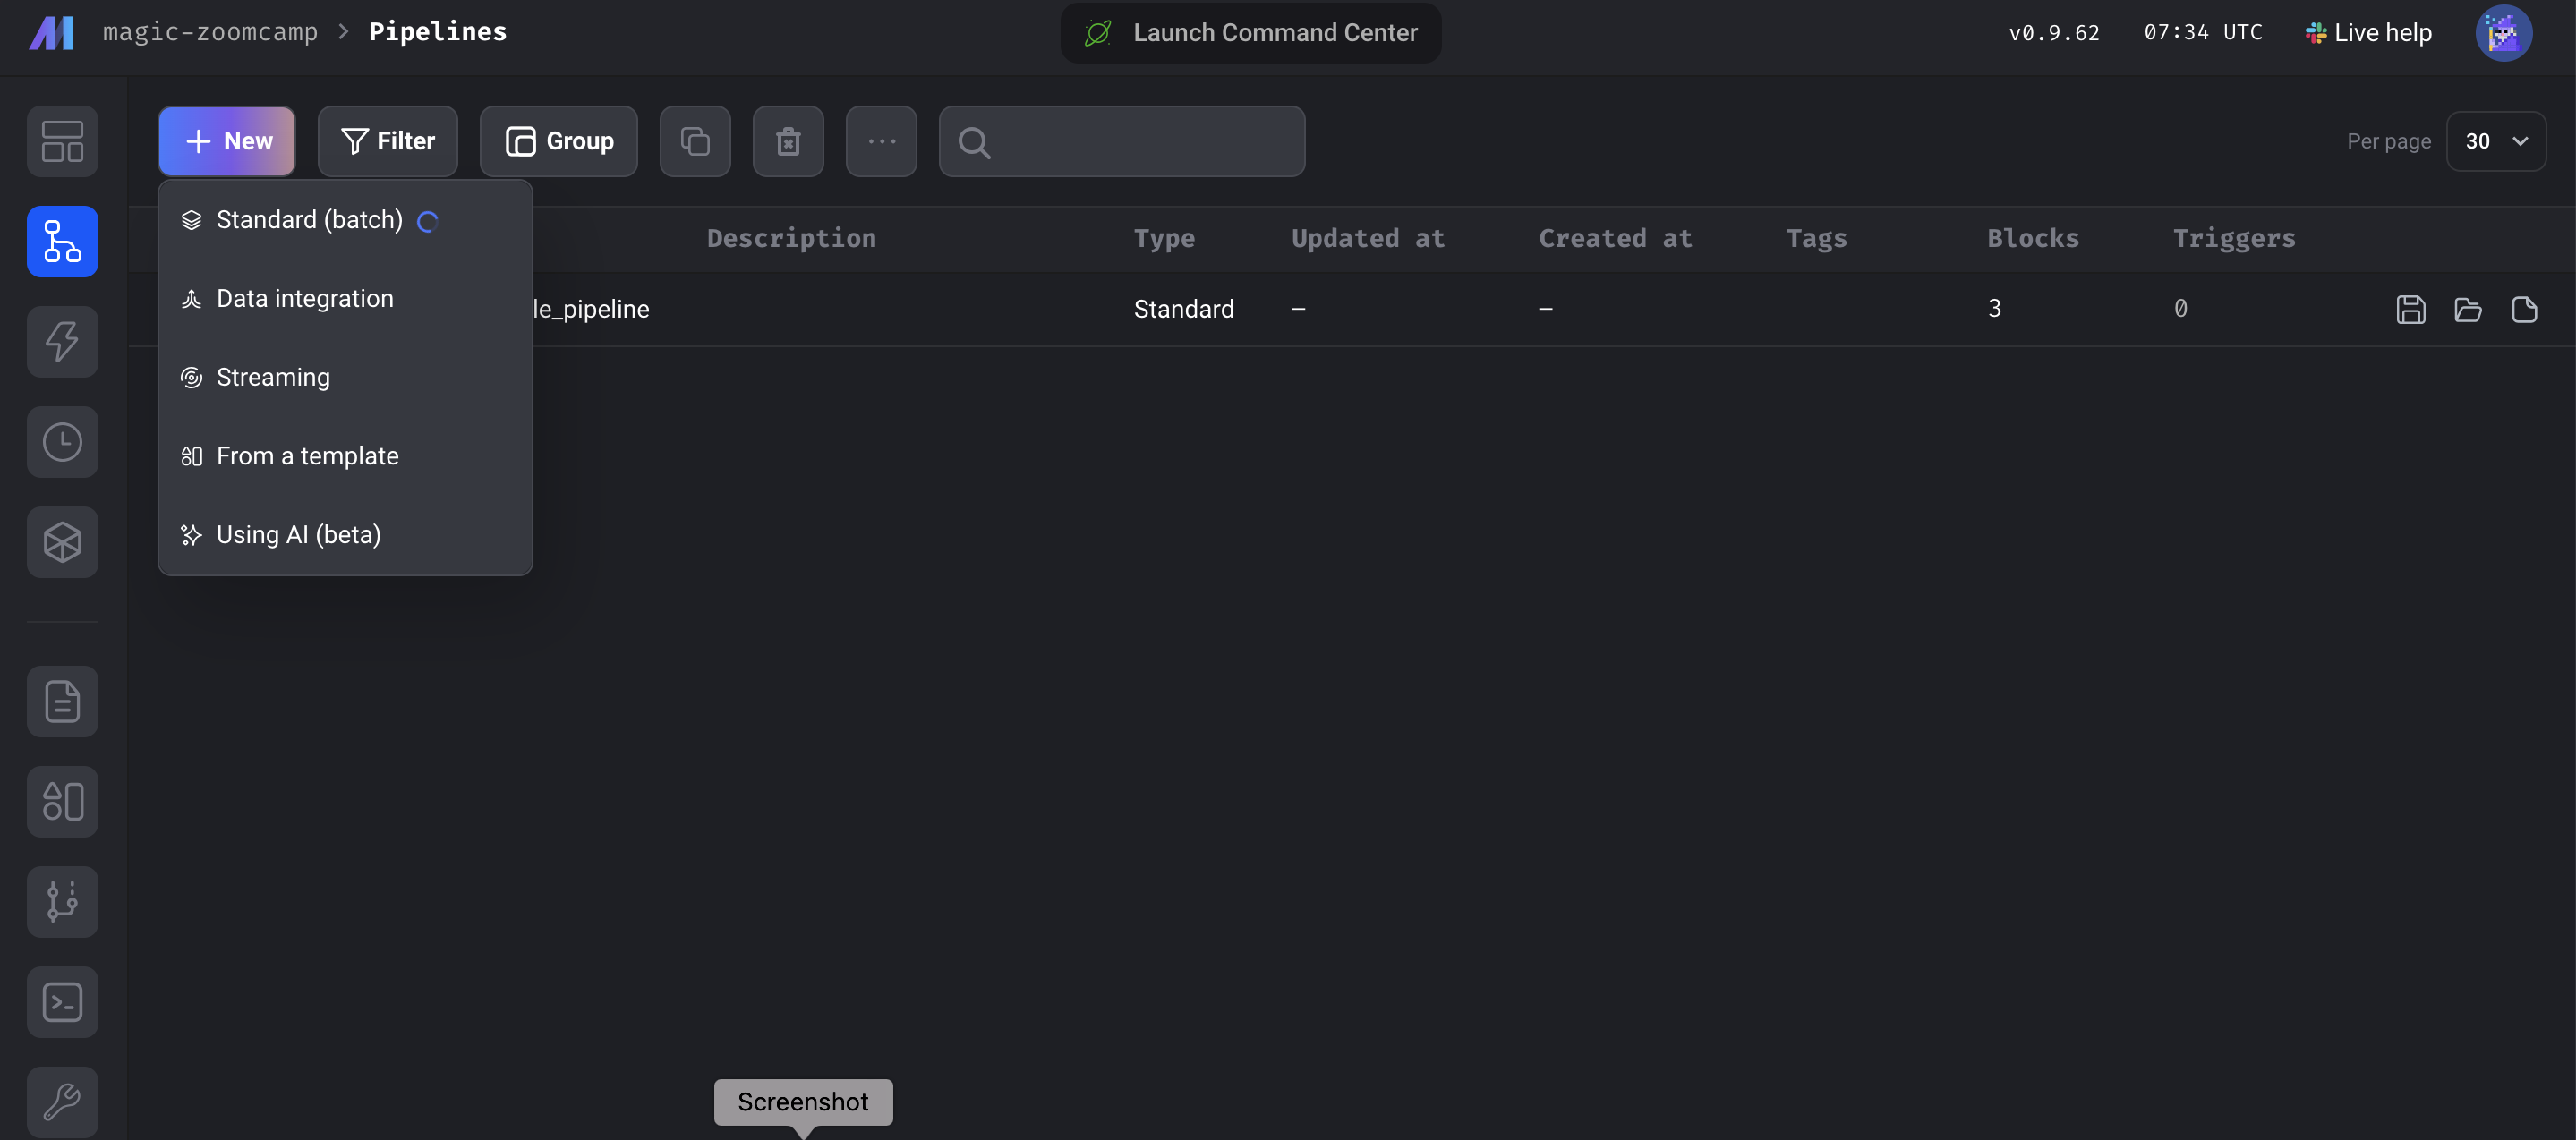 magic-zoomcamp > Pipelines
Launch Command Center
v0.9.62
07:34 UTC
Live help
New
Filter
Group
Per page
30
Standard (batch)
Data integration
Streaming
From a template
Using AI (beta)
Description
Type
Updated at
Created at
Tags
Blocks
Triggers
le_pipeline
Standard
—
—
3
0
Screenshot